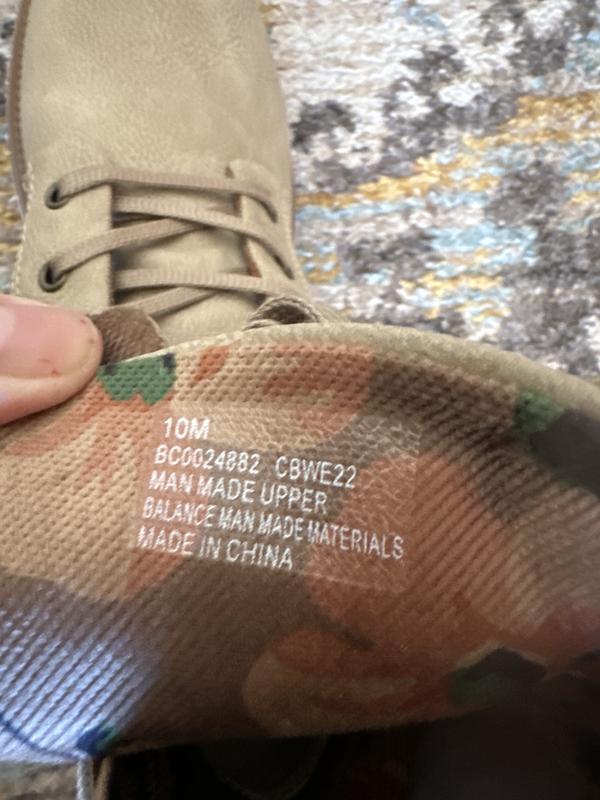 10M
BC0024882 CBWE22
MAN MADE UPPER
BALANCE MAN MADE MATERIALS
MADE IN CHINA